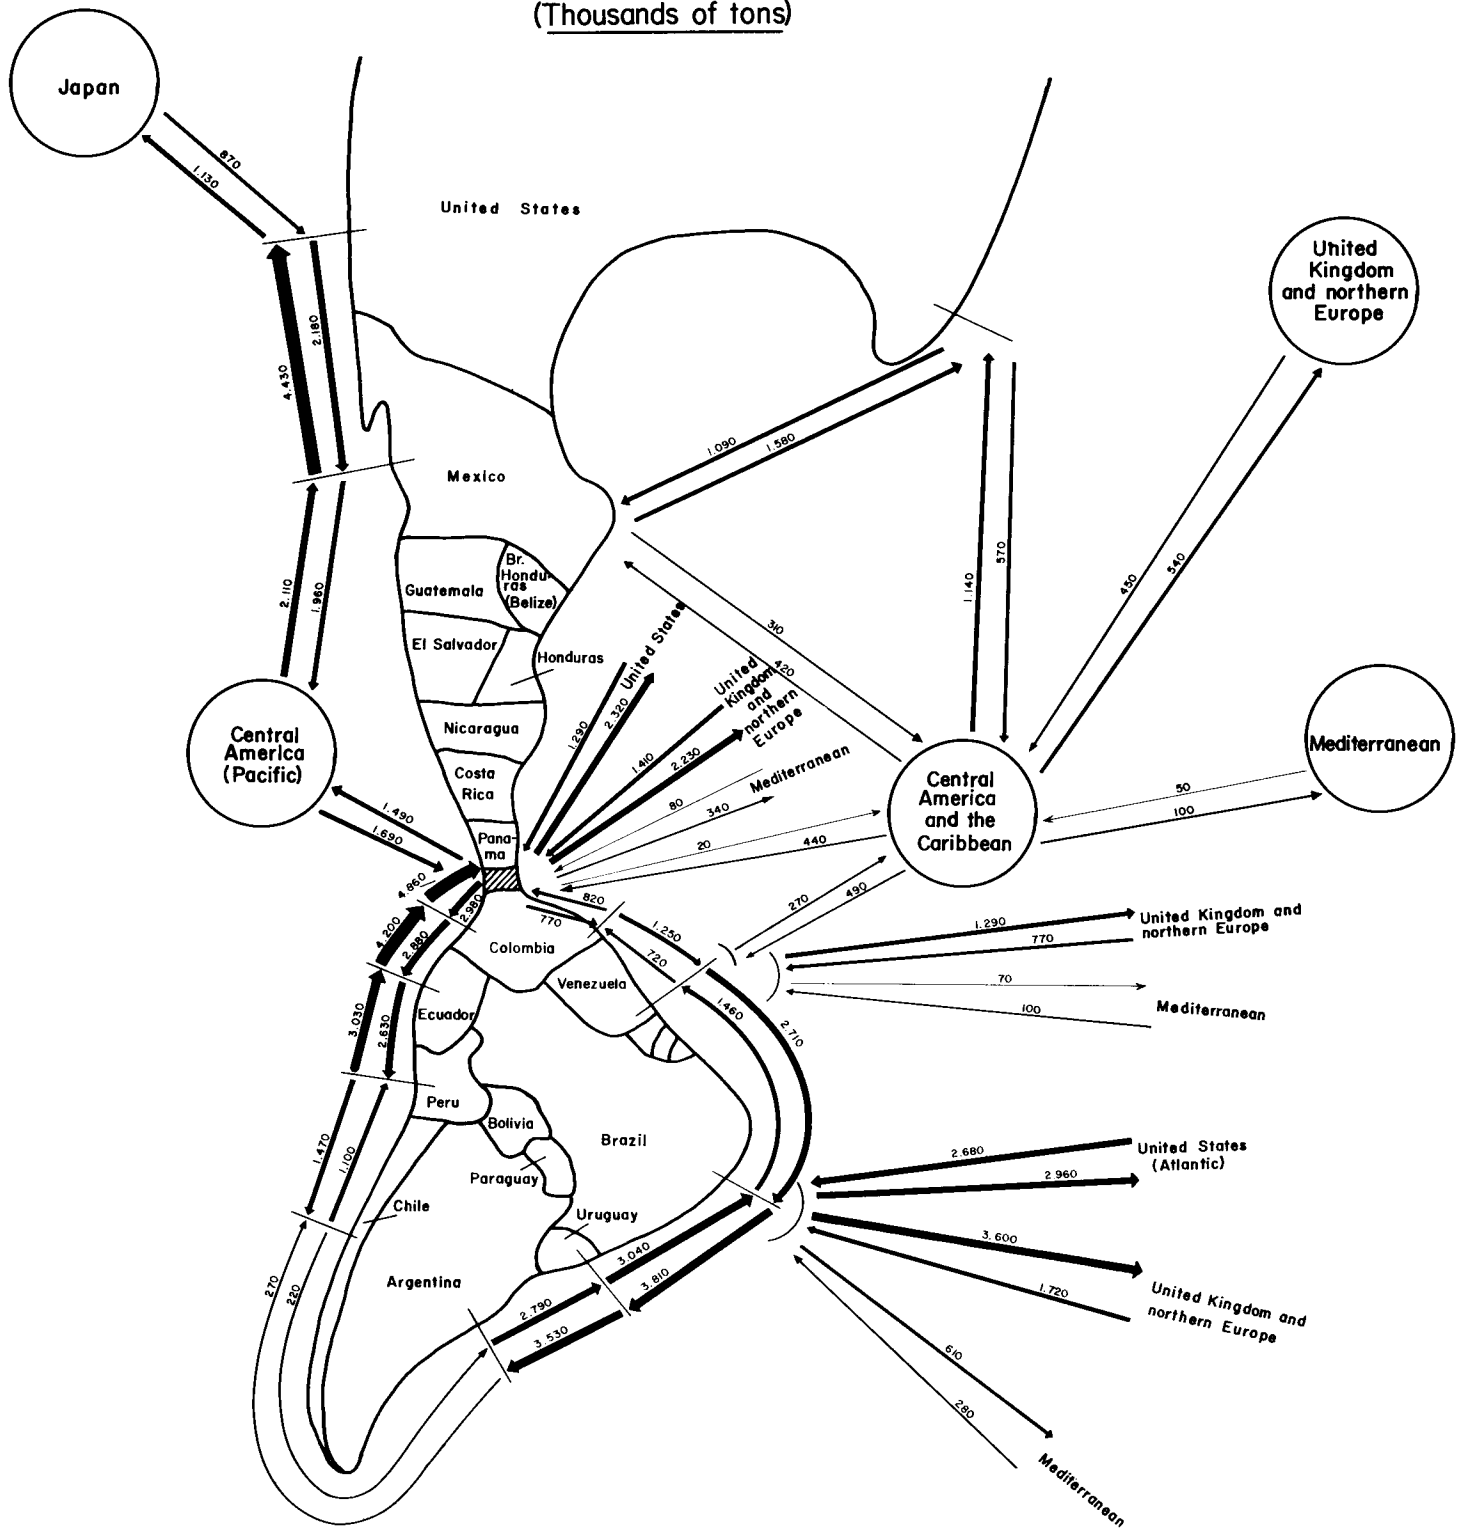 (Thousands of tons)
Japan
870
1.130
United States
United
Kingdom
and northern
Europe
2.180
4.430
1.090
1.580
Mexico
2.110
1.960
Guatemala
Br.
Hondu-
ras
(Belize)
El Salvador
Honduras
Nicaragua
Costa
Rica
Pana-
ma
310
420
1.140
570
450
540
United States
1.290
2.320
United
Kingdom
and
northern
Europe
1.410
2.230
Mediterranean
80
340
20
440
Central
America
(Pacific)
1.490
1.690
Central
America
and the
Caribbean
Mediterranean
50
100
4.860
2.980
4.200
2.880
820
770
270
490
Colombia
1.250
720
Venezuela
Ecuador
1.290
United Kingdom and
northern Europe
770
70
Mediterranean
100
3.030
2.630
1.460
2.710
Peru
Bolivia
Brazil
Paraguay
1.470
1.100
Chile
Uruguay
Argentina
2.680
United States
(Atlantic)
2.960
3.600
1.720
United Kingdom and
northern Europe
3.040
3.810
2.790
3.530
270
220
610
280
Mediterranean